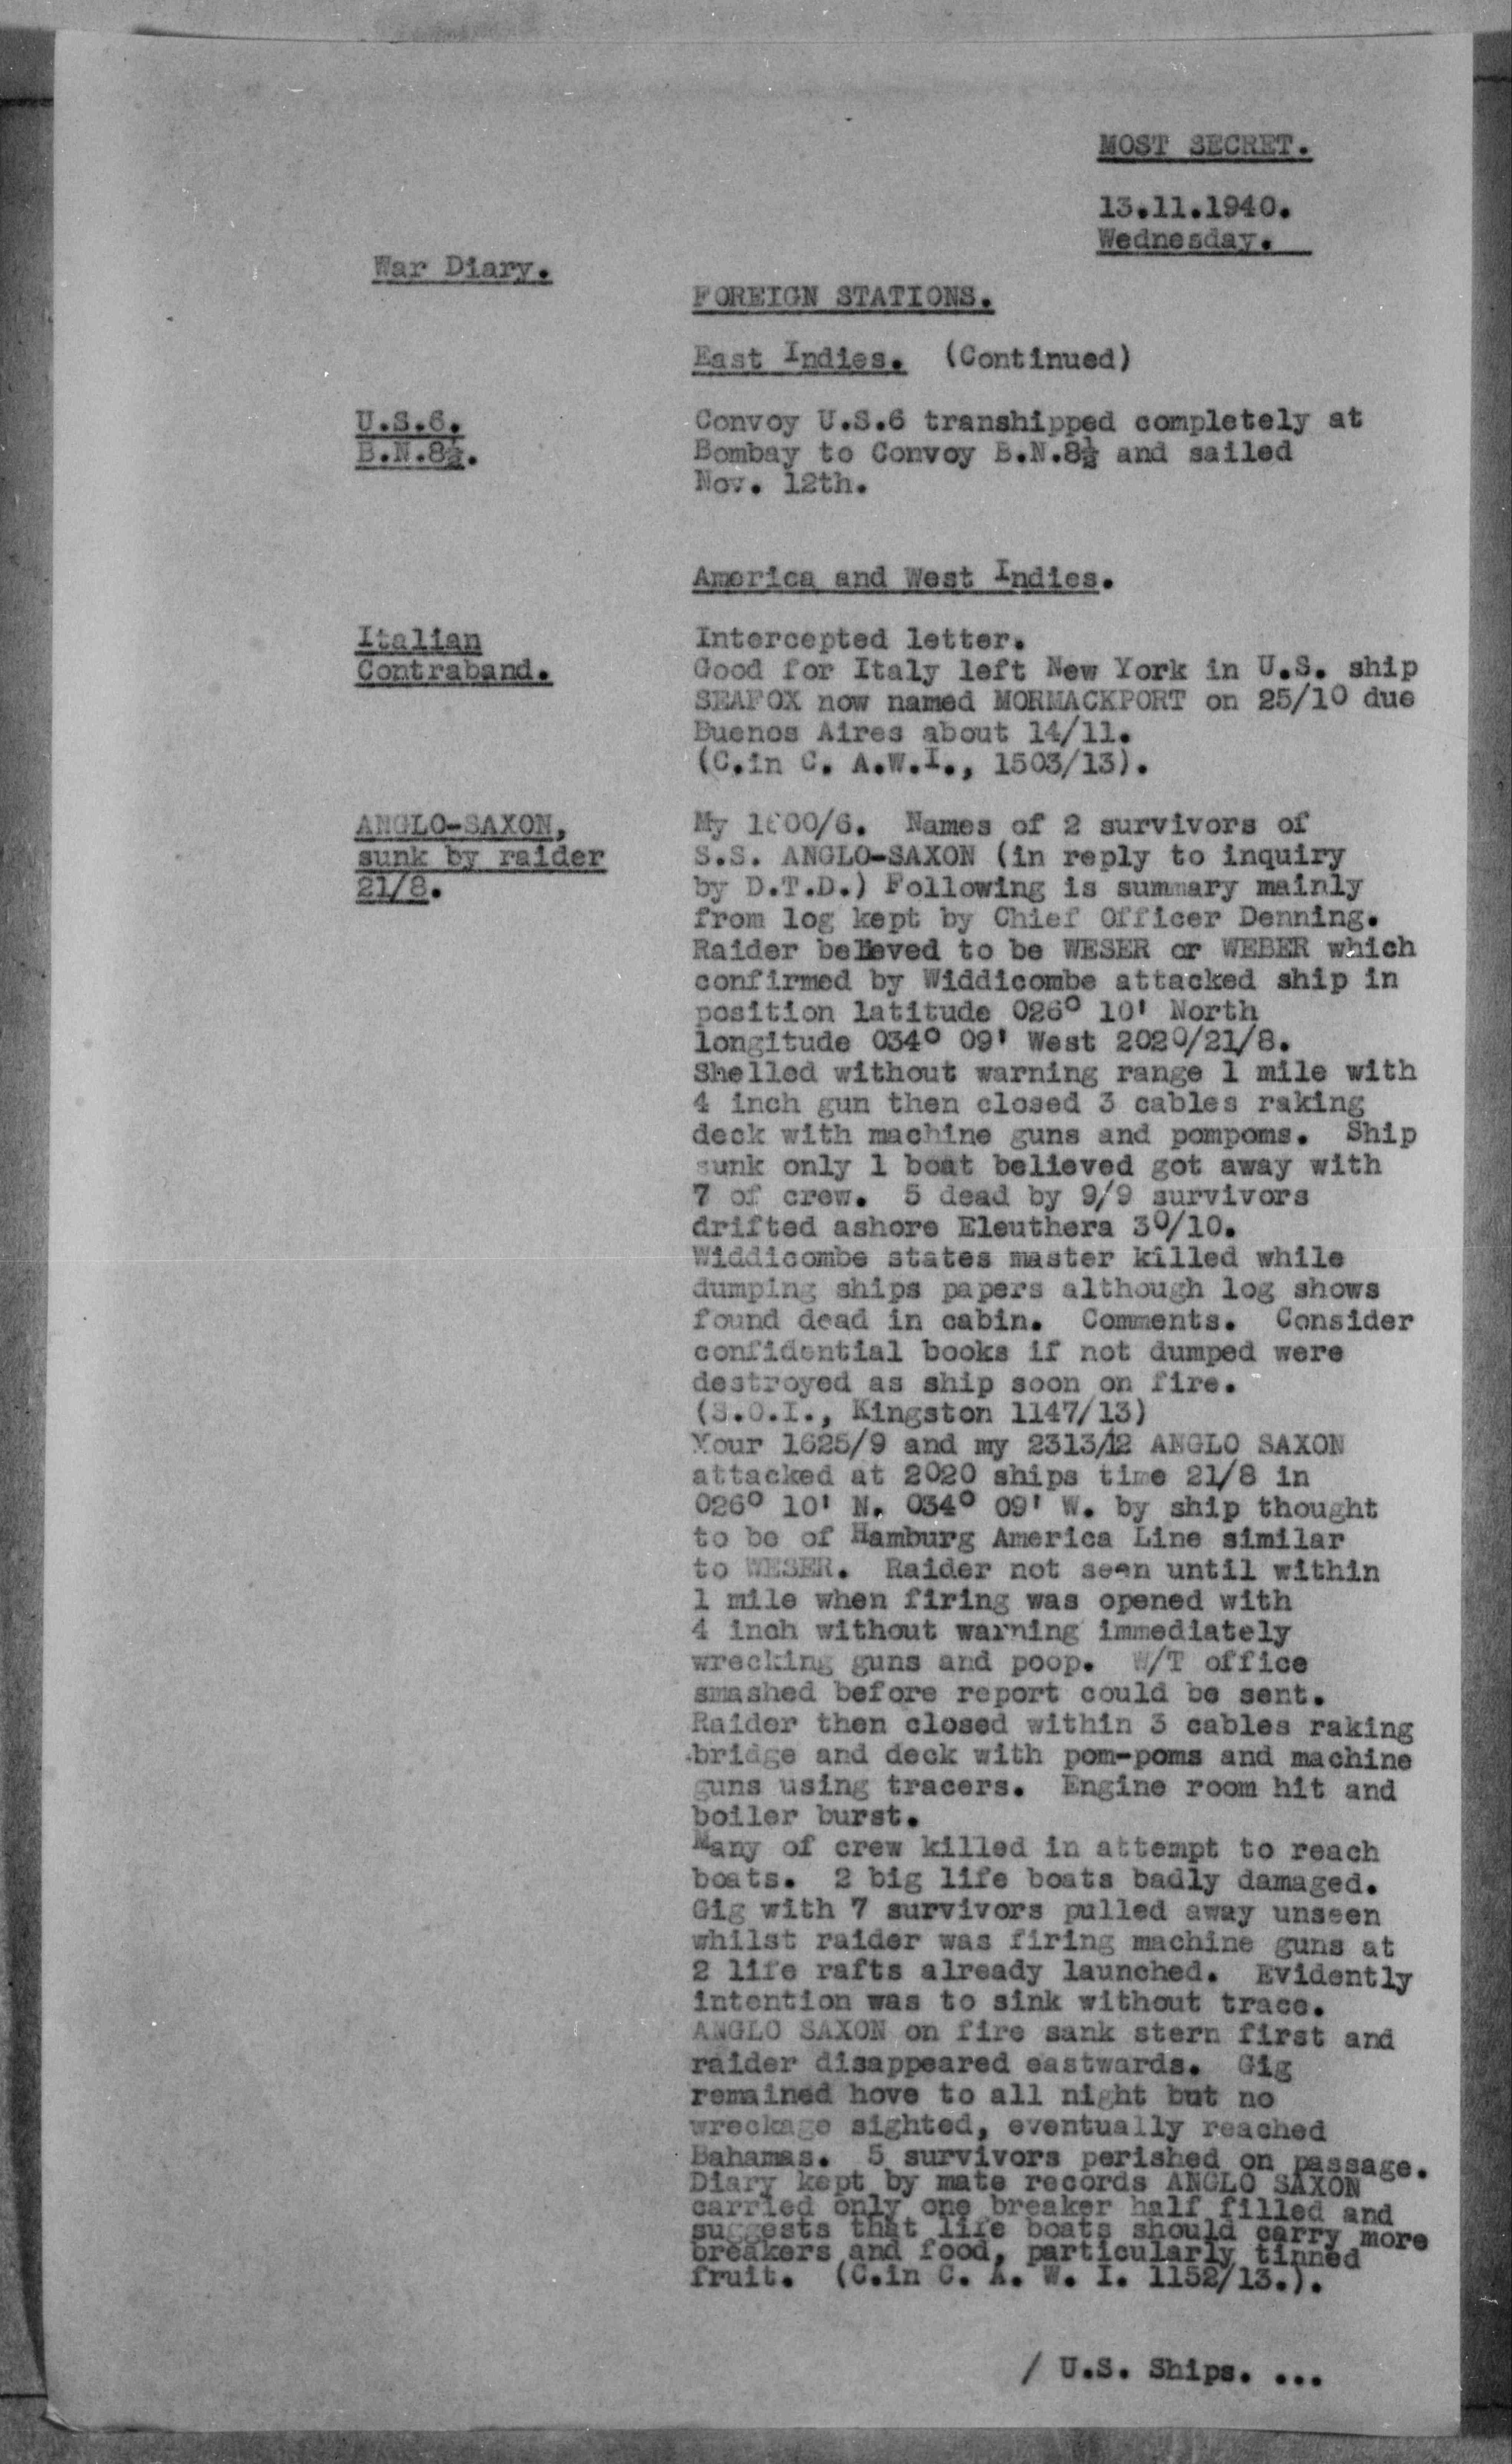 MOST SECRET.
13.11.1940.
Wednesday.
War Diary.
FOREIGN STATIONS.
East Indies. (Continued)
U.S.6.
B.N.8½.
Convoy U.S.6 transhipped completely at
Bombay to Convoy B.N.8½ and sailed
Nov. 12th.
America and West Indies.
Italian
Contraband.
Intercepted letter.
Good for Italy left New York in U.S. ship
SEAFOX now named MORMACKPORT on 25/10 due
Buenos Aires about 14/11.
(C.in C. A.W.I., 1503/13).
ANGLO-SAXON,
sunk by raider
21/8.
My 1600/6. Names of 2 survivors of
S.S. ANGLO-SAXON (in reply to inquiry
by D.T.D.) Following is summary mainly
from log kept by Chief Officer Denning.
Raider believed to be WESER or WEBER which
confirmed by Widdicombe attacked ship in
position latitude 026° 10' North
longitude 034° 09' West 2020/21/8.
Shelled without warning range 1 mile with
4 inch gun then closed 3 cables raking
deck with machine guns and pompoms. Ship
sunk only 1 boat believed got away with
7 of crew. 5 dead by 9/9 survivors
drifted ashore Eleuthera 30/10.
Widdicombe states master killed while
dumping ships papers although log shows
found dead in cabin. Comments. Consider
confidential books if not dumped were
destroyed as ship soon on fire.
(S.O.I., Kingston 1147/13)
Your 1625/9 and my 2313/12 ANGLO SAXON
attacked at 2020 ships time 21/8 in
026° 10' N. 034° 09' W. by ship thought
to be of Hamburg America Line similar
to WESER. Raider not seen until within
1 mile when firing was opened with
4 inch without warning immediately
wrecking guns and poop. W/T office
smashed before report could be sent.
Raider then closed within 3 cables raking
bridge and deck with pom-poms and machine
guns using tracers. Engine room hit and
boiler burst.
Many of crew killed in attempt to reach
boats. 2 big life boats badly damaged.
Gig with 7 survivors pulled away unseen
whilst raider was firing machine guns at
2 life rafts already launched. Evidently
intention was to sink without trace.
ANGLO SAXON on fire sank stern first and
raider disappeared eastwards. Gig
remained hove to all night but no
wreckage sighted, eventually reached
Bahamas. 5 survivors perished on passage.
Diary kept by mate records ANGLO SAXON
carried only one breaker half filled and
suggests that life boats should carry more
breakers and food, particularly tinned
fruit. (C.in C. A. W. I. 1152/13.).
/ U.S. Ships. ...